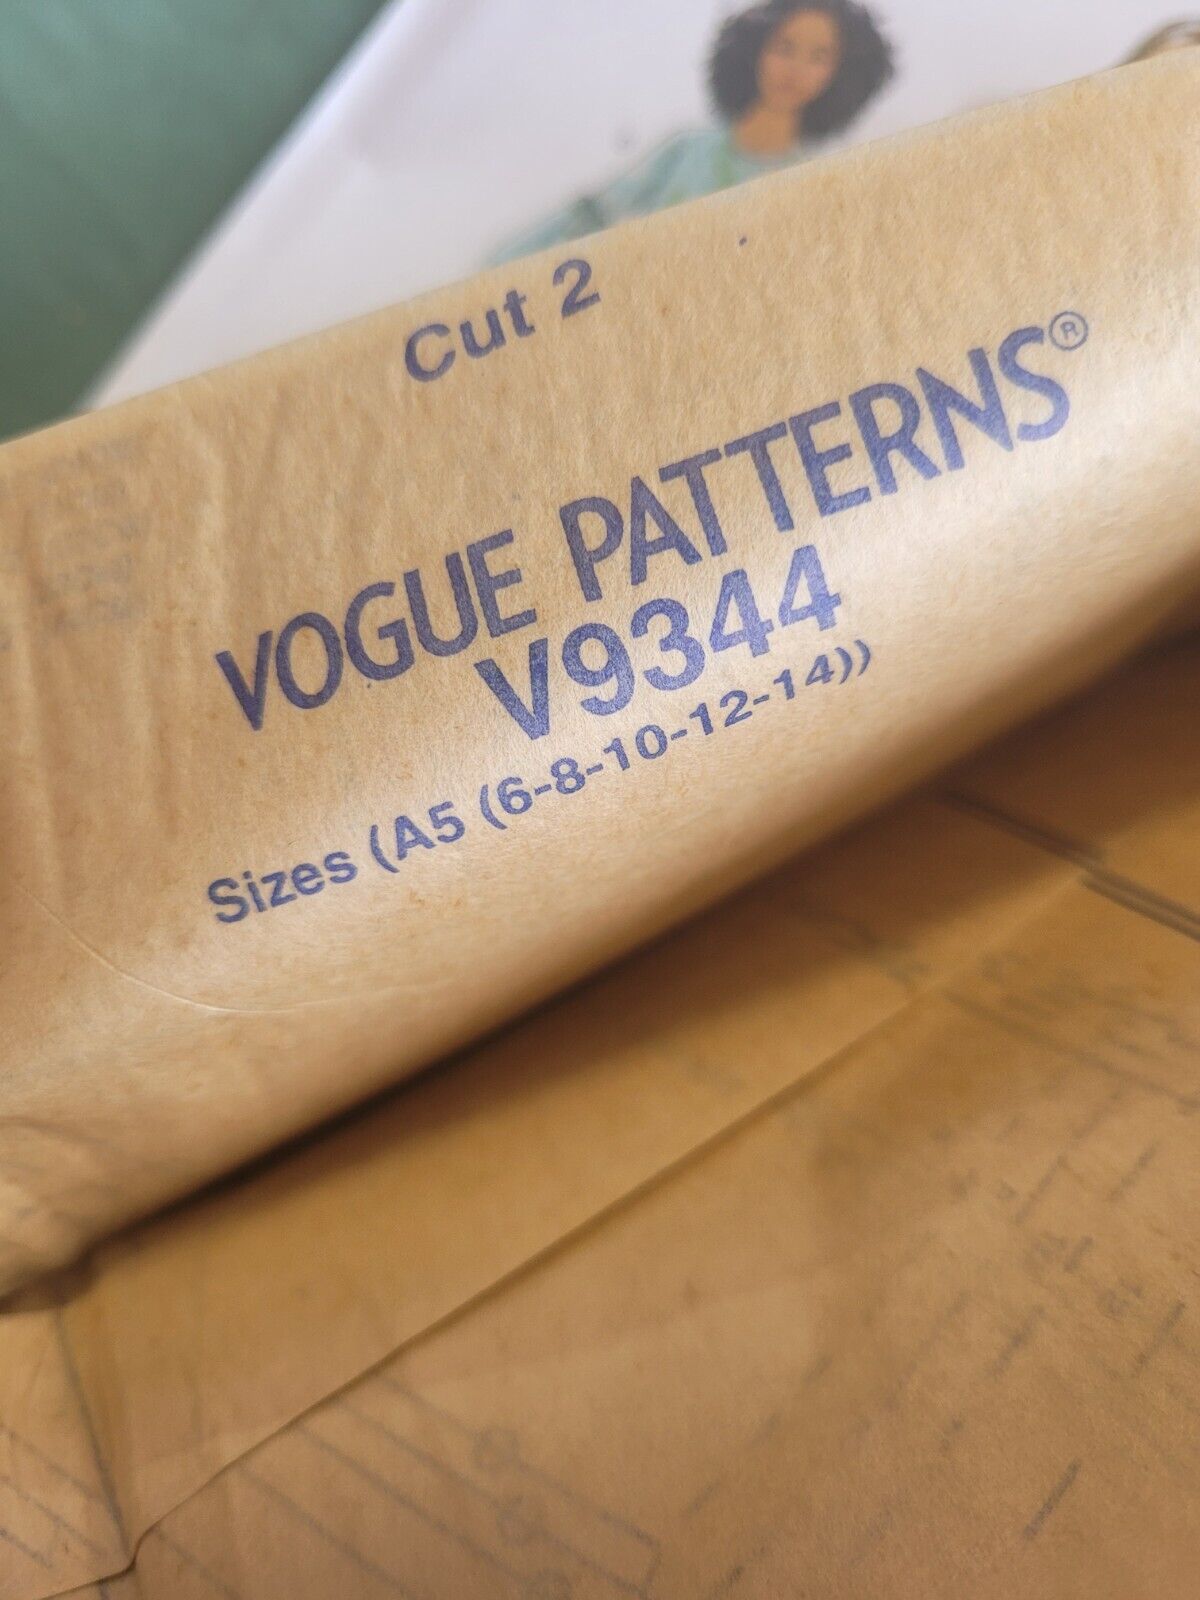 Cut 2
VOGUE PATTERNS®
V9344
Sizes (A5 (6-8-10-12-14))